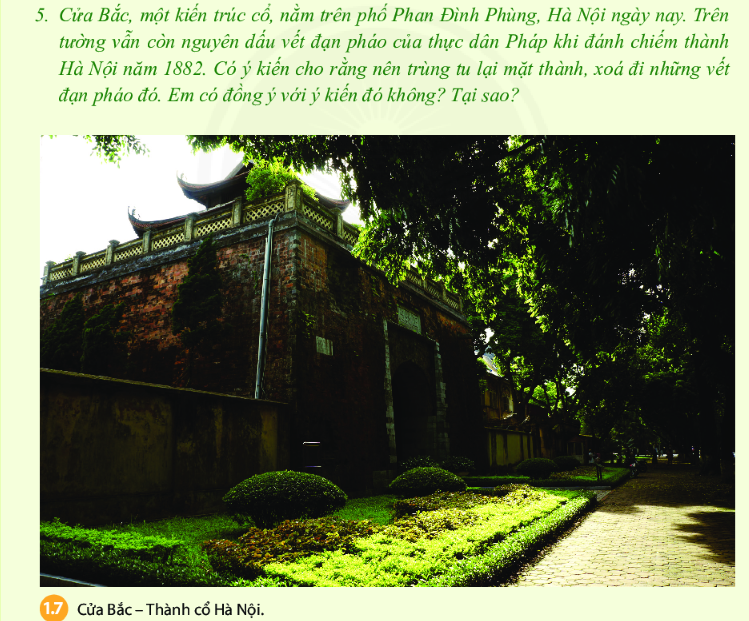 5. Cửa Bắc, một kiến trúc cổ, nằm trên phố Phan Đình Phùng, Hà Nội ngày nay. Trên
tường vẫn còn nguyên dấu vết đạn pháo của thực dân Pháp khi đánh chiếm thành
Hà Nội năm 1882. Có ý kiến cho rằng nên trùng tu lại mặt thành, xoá đi những vết
đạn pháo đó. Em có đồng ý với ý kiến đó không? Tại sao?
1.7 Cửa Bắc – Thành cổ Hà Nội.